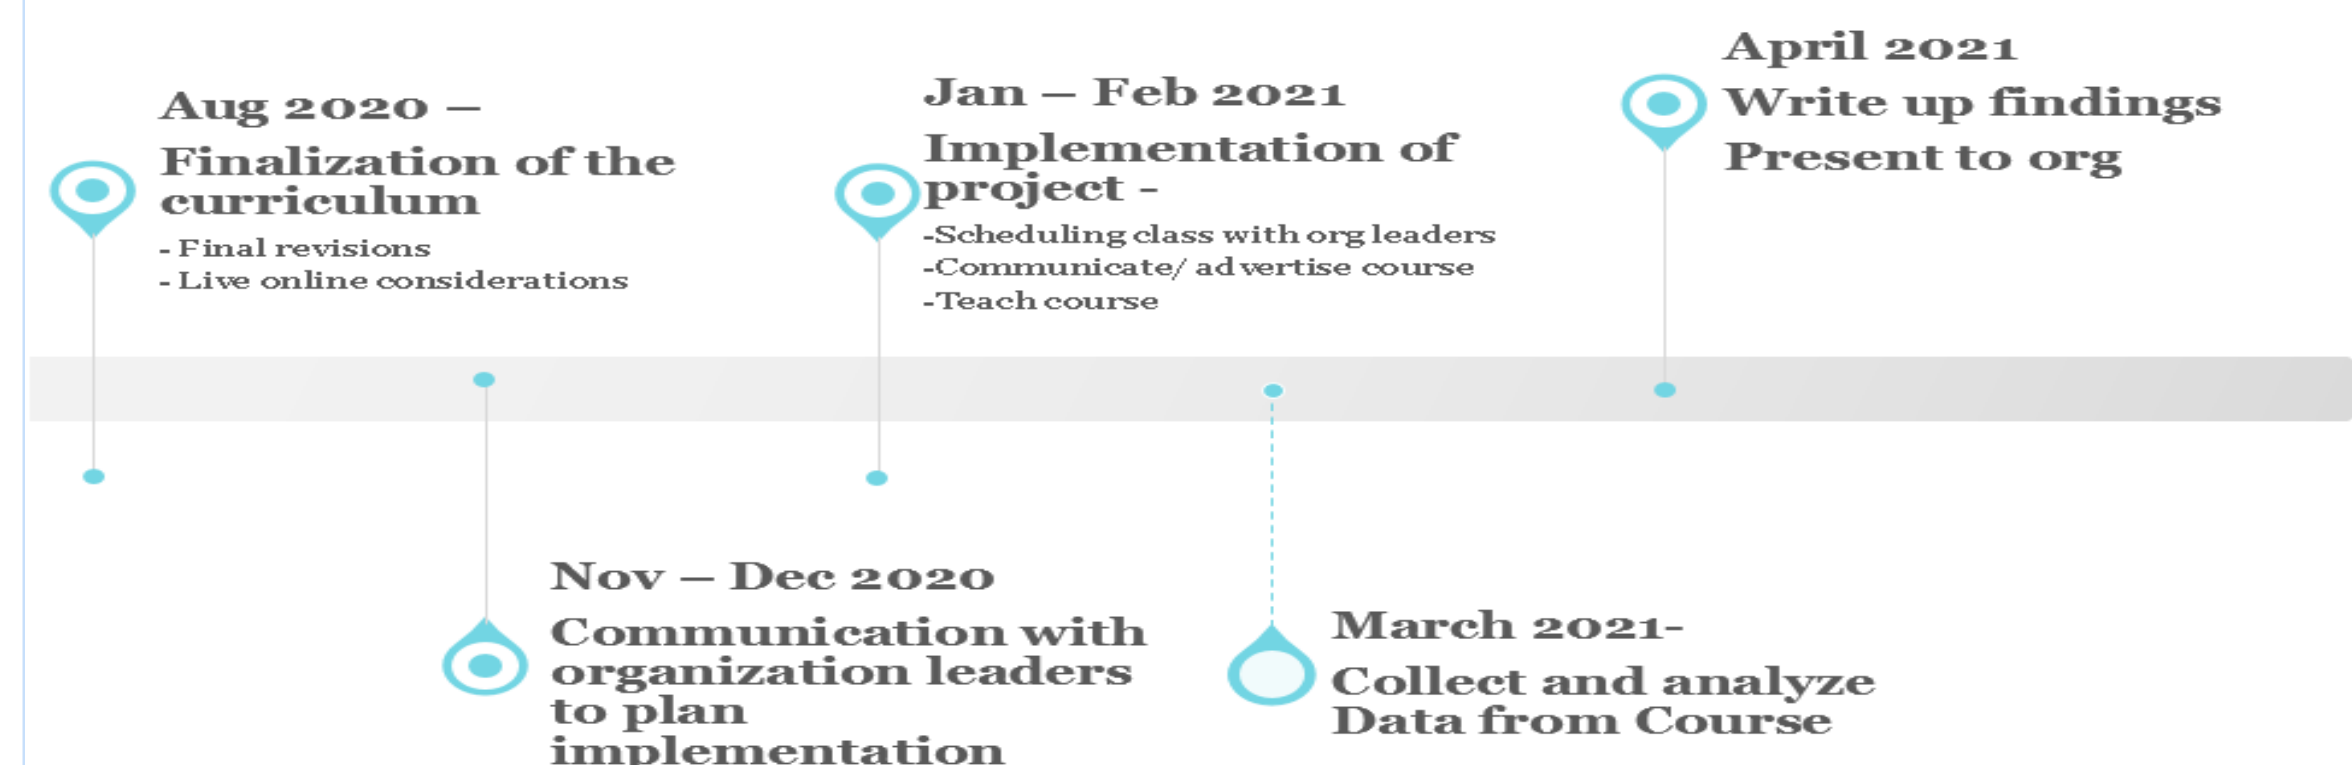 Aug 2020 –
Finalization of the
curriculum
- Final revisions
- Live online considerations
Nov – Dec 2020
Communication with
organization leaders
to plan
implementation
Jan – Feb 2021
Implementation of
project -
-Scheduling class with org leaders
-Communicate/ advertise course
-Teach course
March 2021-
Collect and analyze
Data from Course
April 2021
Write up findings
Present to org